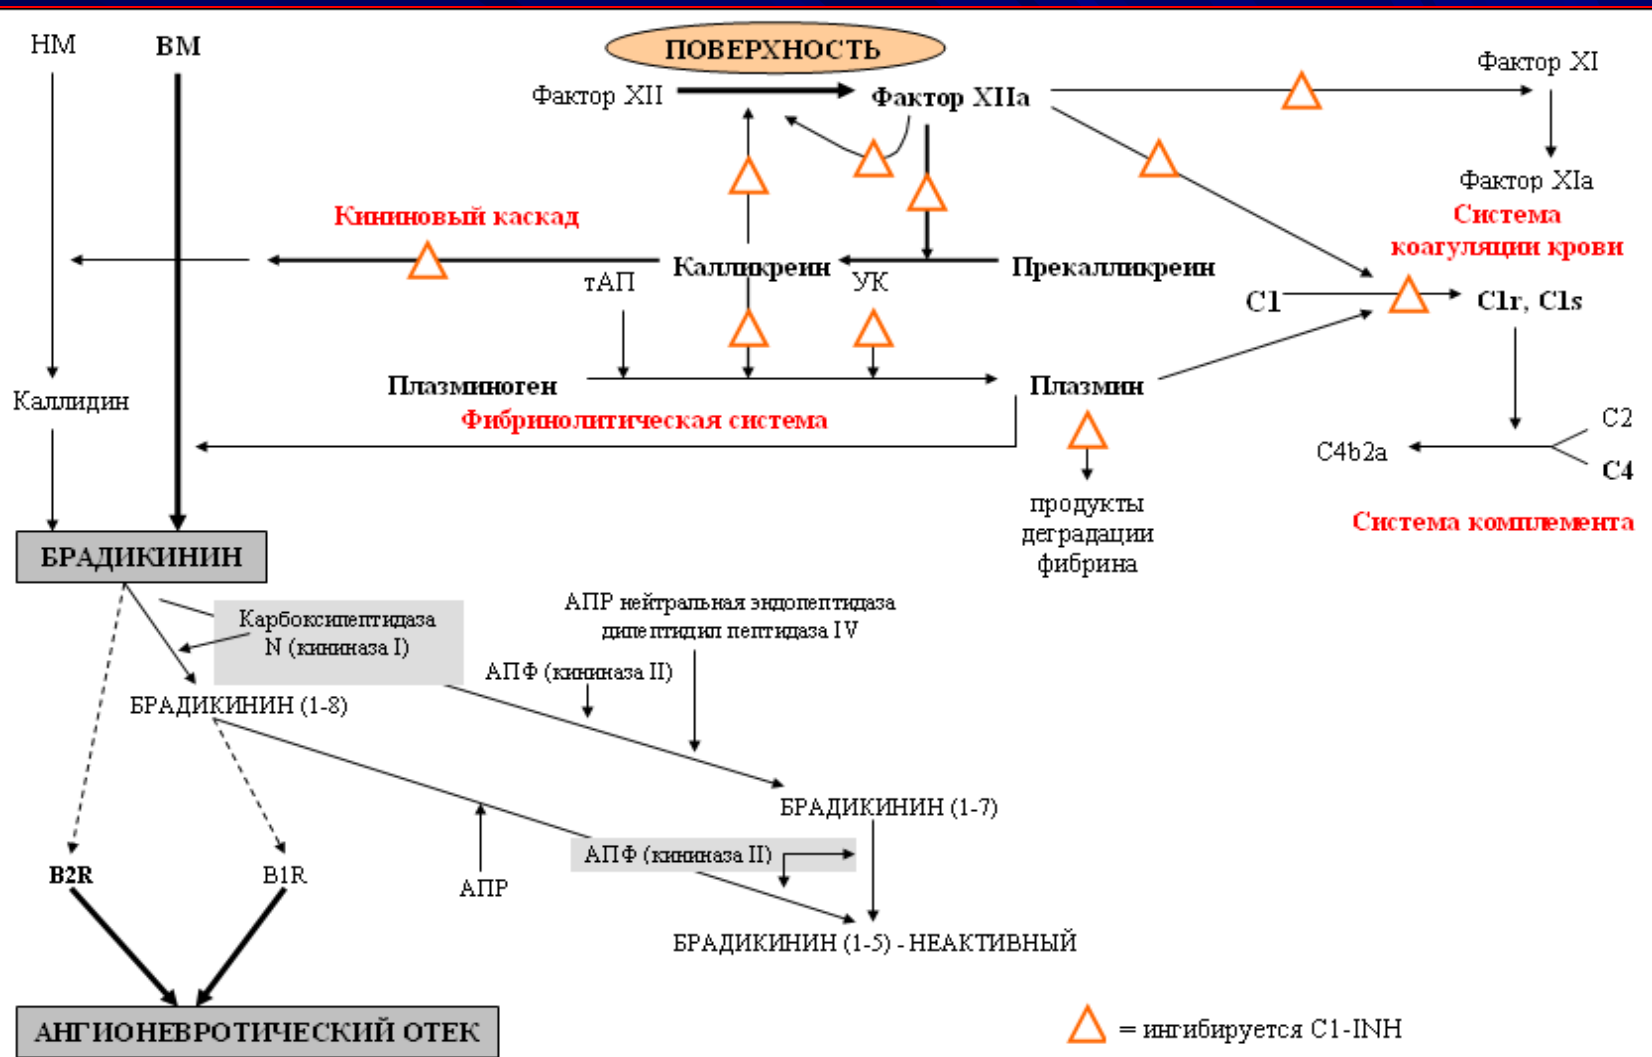 НМ
ВМ
ПОВЕРХНОСТЬ
Фактор XI
Фактор XII
Фактор XIIa
Фактор XIa
Кининовый каскад
Система
коагуляции крови
Калликреин
Прекалликреин
тАП
УК
C1
C1r, C1s
Каллидин
Плазминоген
Плазмин
Фибринолитическая система
C2
C4b2a
C4
продукты
деградации
фибрина
Система комплемента
БРАДИКИНИН
Карбоксипептидаза
N (кининаза I)
АПР нейтральная эндопептидаза
дипептидил пептидаза IV
АПФ (кининаза II)
БРАДИКИНИН (1-8)
БРАДИКИНИН (1-7)
АПФ (кининаза II)
B2R
B1R
АПР
БРАДИКИНИН (1-5) - НЕАКТИВНЫЙ
АНГИОНЕВРОТИЧЕСКИЙ ОТЕК
= ингибируется C1-INH